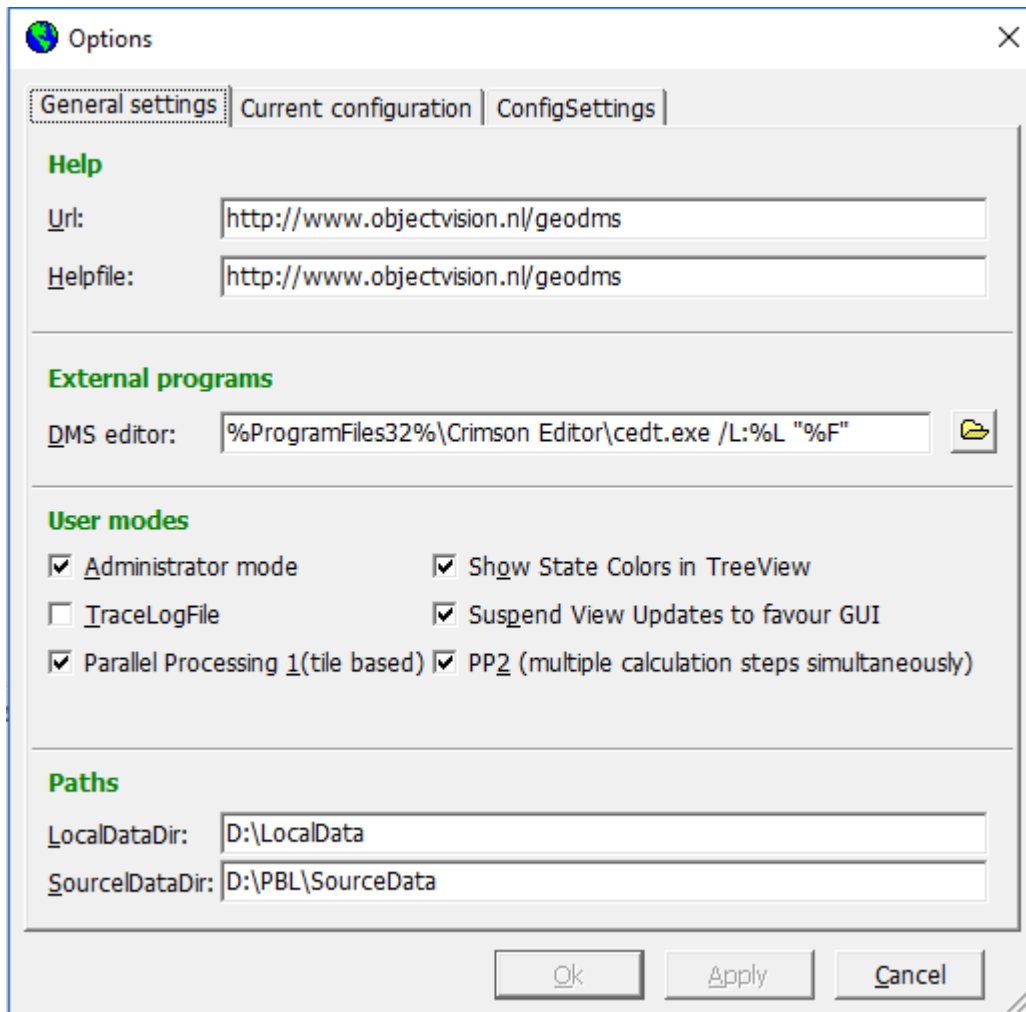 Options
General settings Current configuration ConfigSettings
Help
Url: http://www.objectvision.nl/geodms
Helpfile: http://www.objectvision.nl/geodms
External programs
DMS editor: %ProgramFiles32%\Crimson Editor\cedt.exe /L:%L "%F"
User modes
Administrator mode Show State Colors in TreeView
TraceLogFile Suspend View Updates to favour GUI
Parallel Processing 1(tile based) PP2 (multiple calculation steps simultaneously)
Paths
LocalDataDir: D:\LocalData
SourcelDataDir: D:\PBL\SourceData
Ok Apply Cancel